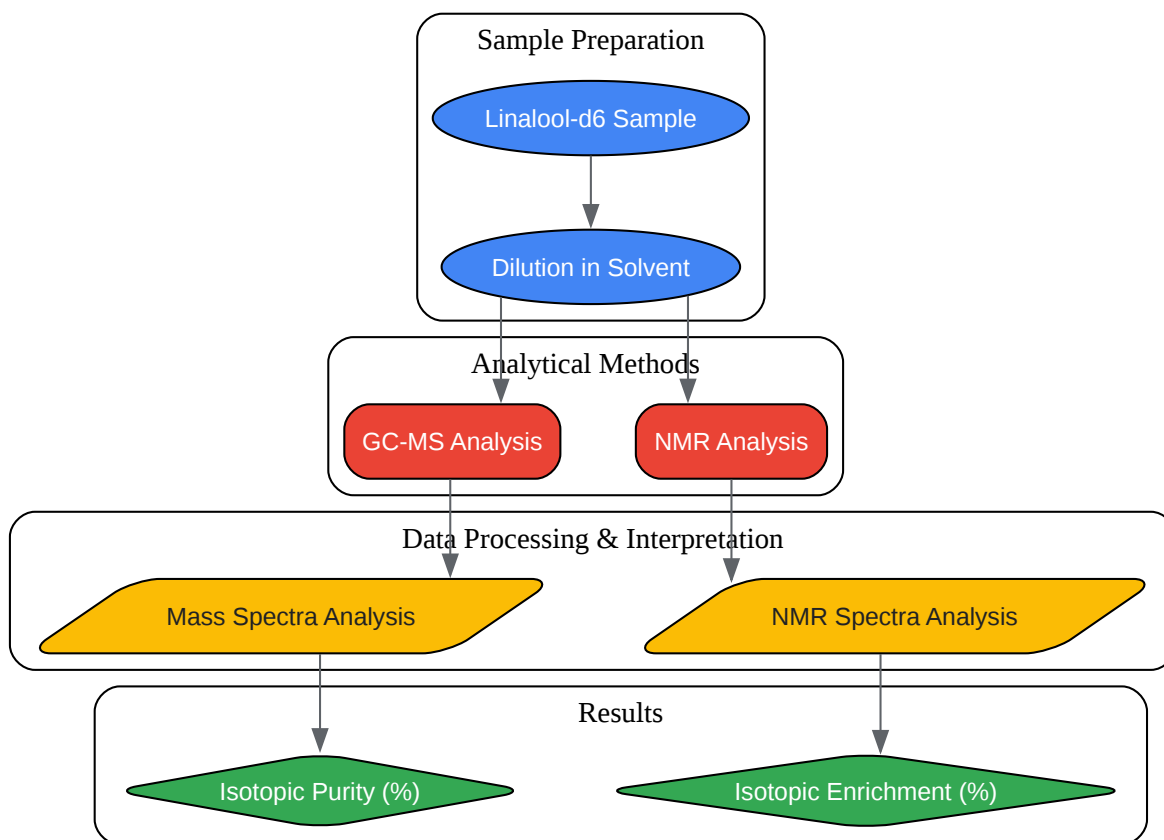 Sample Preparation
Linalool-d6 Sample
Dilution in Solvent
Analytical Methods
GC-MS Analysis
NMR Analysis
Data Processing & Interpretation
Mass Spectra Analysis
NMR Spectra Analysis
Results
Isotopic Purity (%)
Isotopic Enrichment (%)